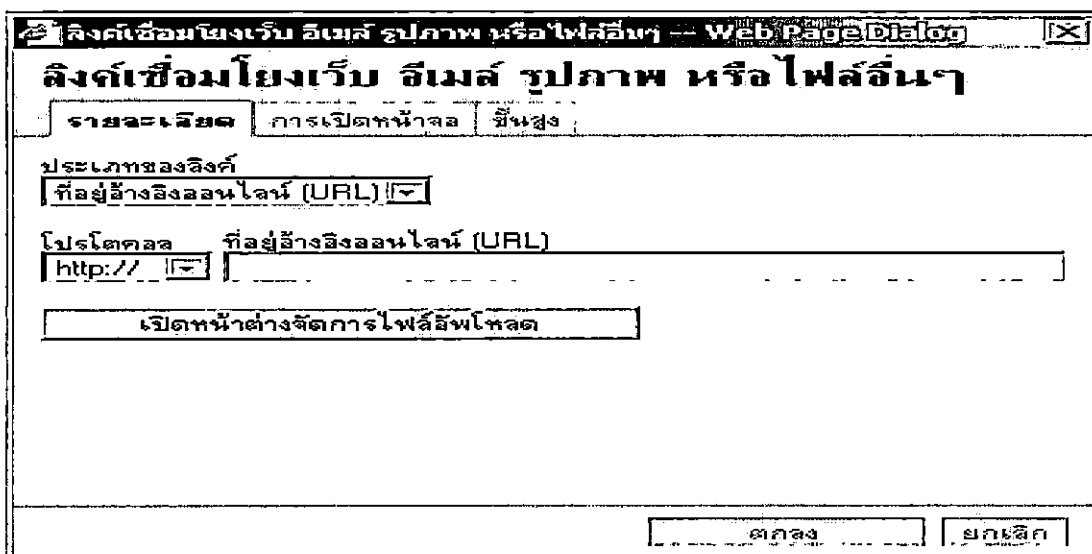 ลิงค์เชื่อมโยงเว็บ อีเมล์ รูปภาพ หรือไฟล์อื่นๆ -- Web Page Dialog
ลิงค์เชื่อมโยงเว็บ อีเมล์ รูปภาพ หรือไฟล์อื่นๆ
รายละเอียด การเปิดหน้าจอ ขั้นสูง
ประเภทของลิงค์
ที่อยู่อ้างอิงออนไลน์ (URL)
โปรโตคอล ที่อยู่อ้างอิงออนไลน์ (URL)
http://
เปิดหน้าต่างจัดการไฟล์อัพโหลด
ตกลง ยกเลิก